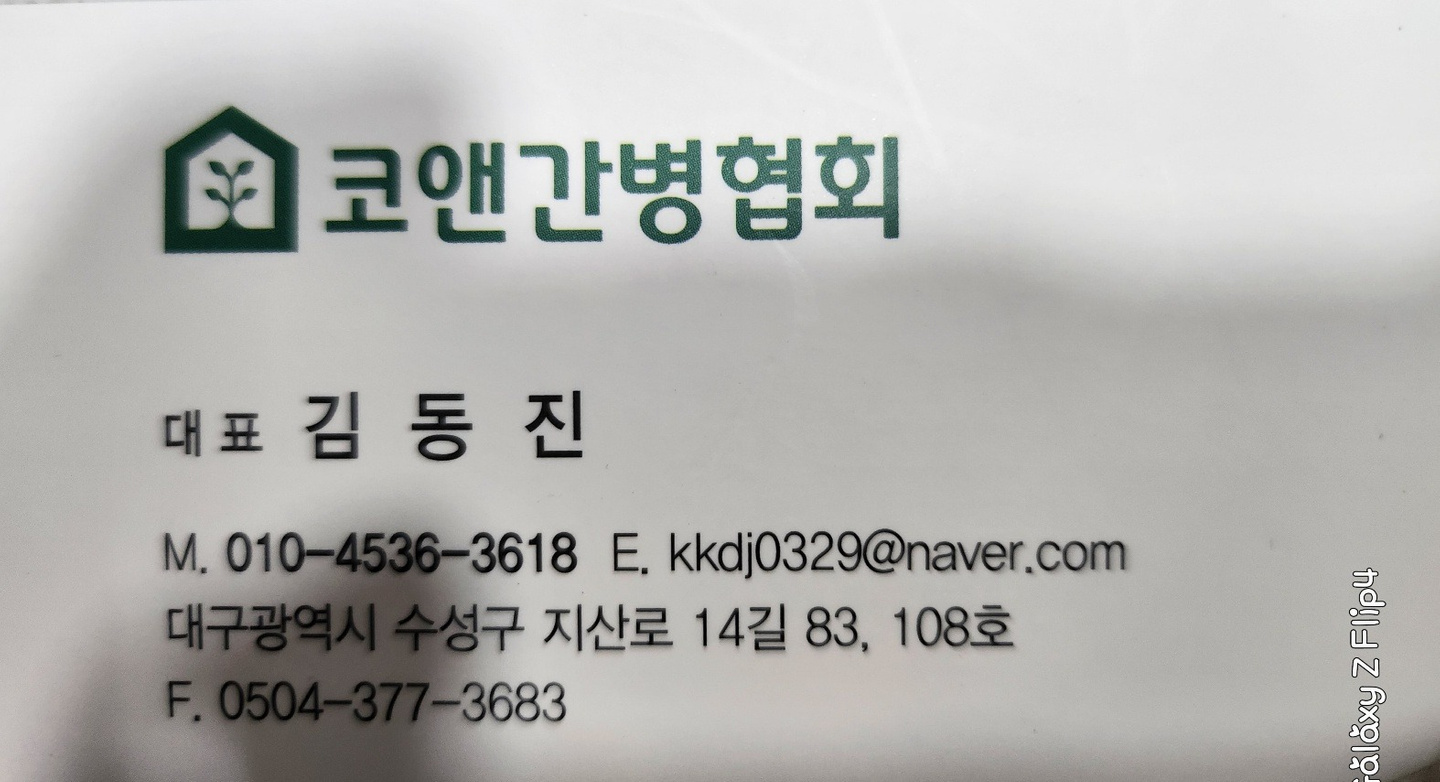 코앤간병협회
대표 김동진
M. 010-4536-3618 E. kkdj0329@naver.com
대구광역시 수성구 지산로 14길 83, 108호
F. 0504-377-3683
Galaxy Z Flip4